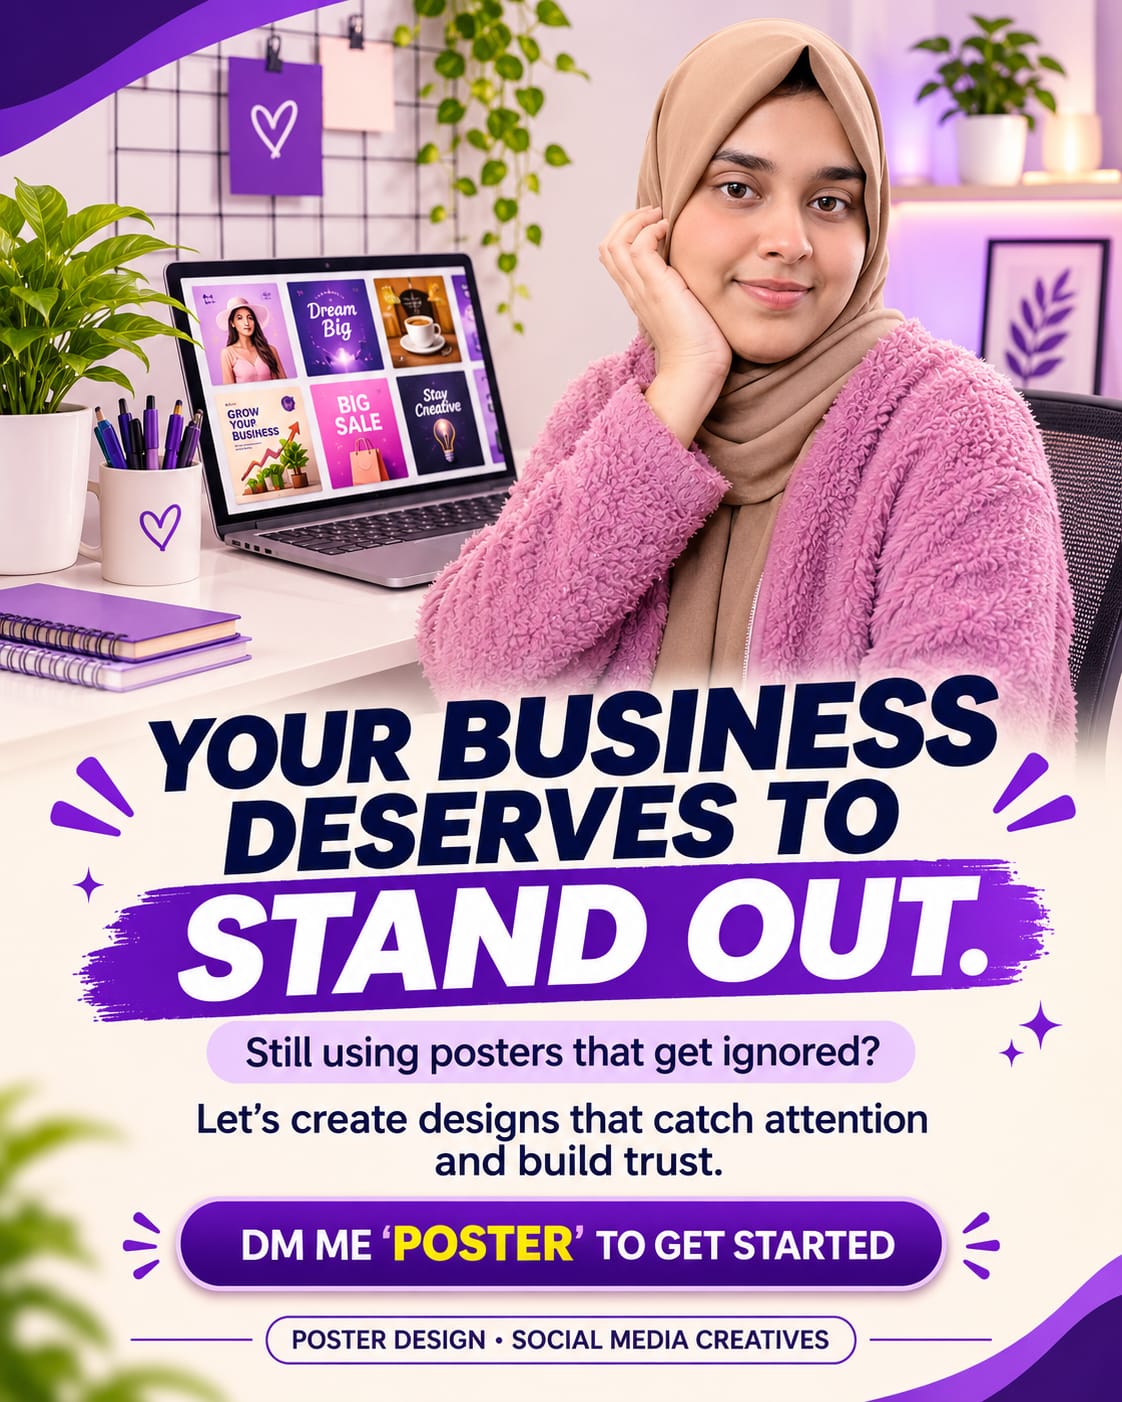 Dream
Big
GROW
YOUR
BUSINESS
BIG
SALE
Stay
Creative
YOUR BUSINESS
DESERVES TO
STAND OUT.
Still using posters that get ignored?
Let's create designs that catch attention
and build trust.
DM ME 'POSTER' TO GET STARTED
POSTER DESIGN • SOCIAL MEDIA CREATIVES